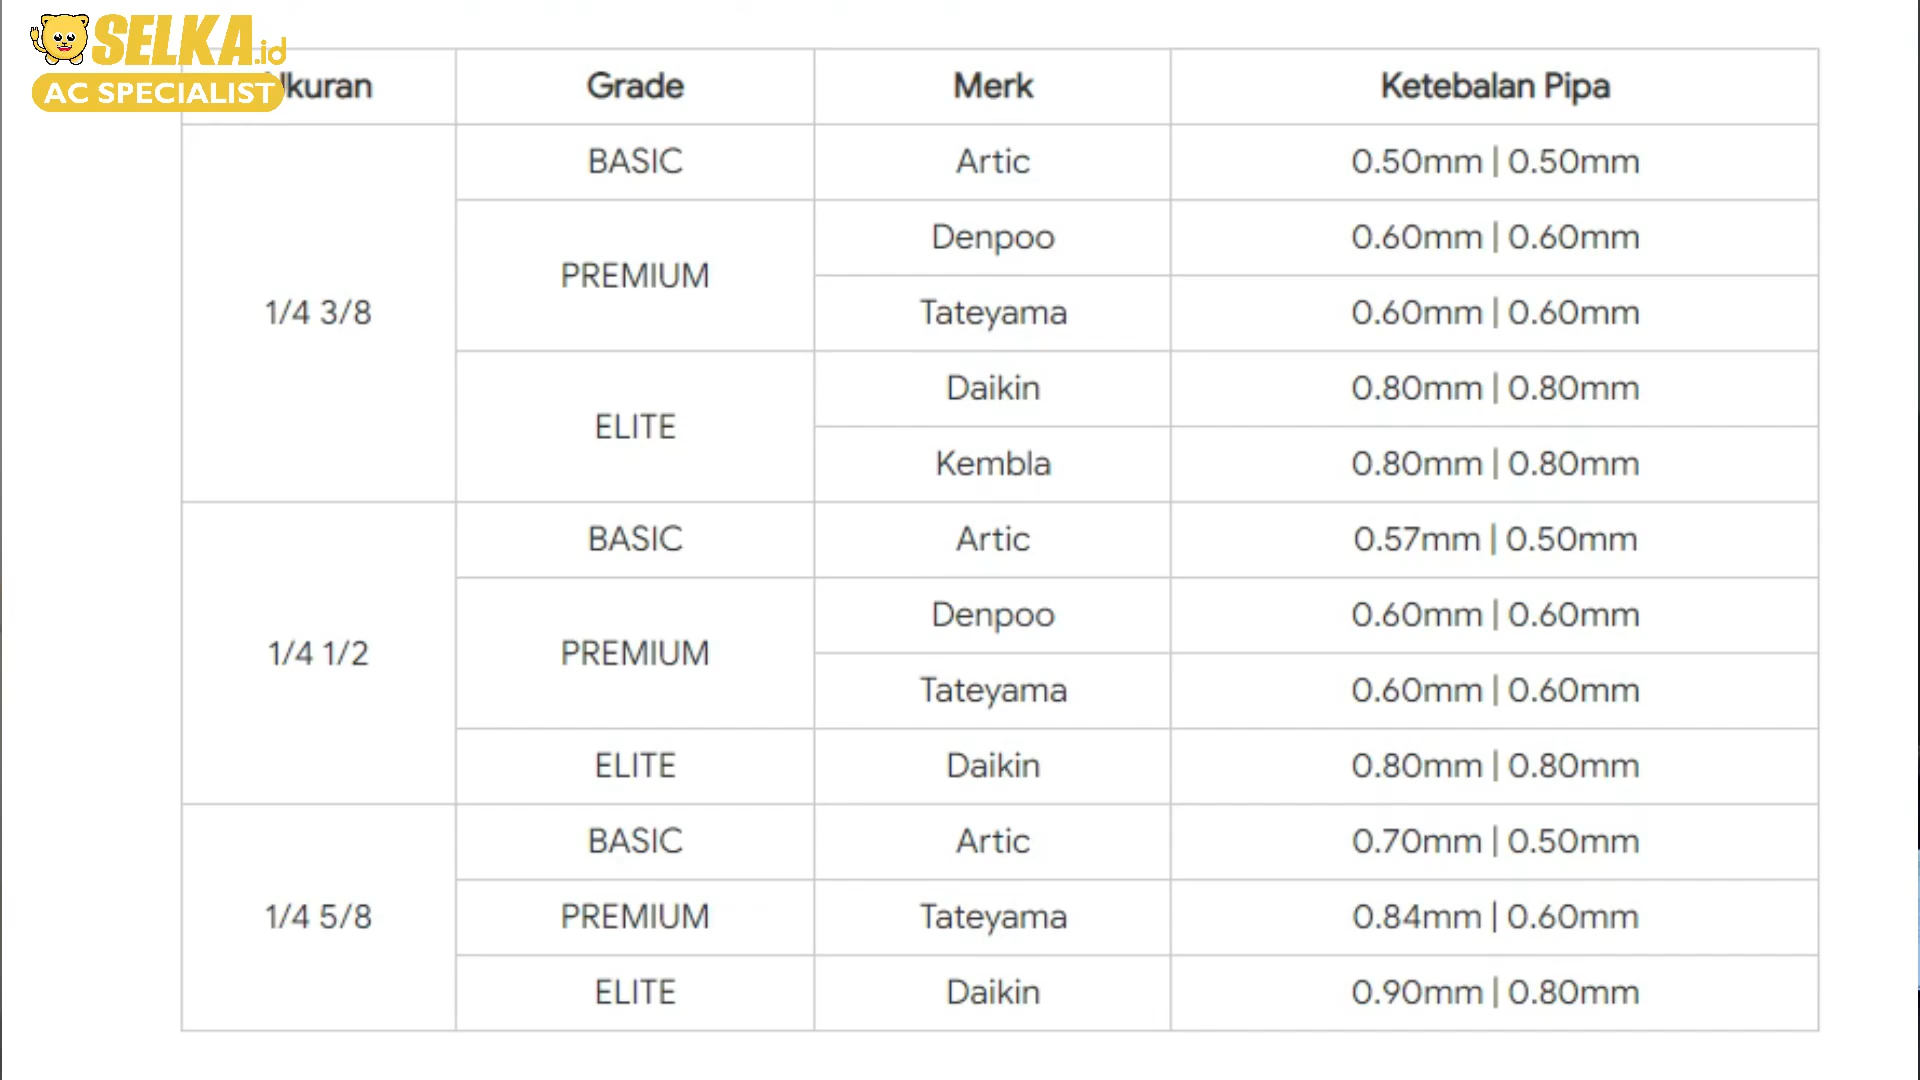 SELKA.id
AC SPECIALIST
Ukuran Grade Merk Ketebalan Pipa
1/4 3/8 BASIC Artic 0.50mm | 0.50mm
PREMIUM Denpoo 0.60mm | 0.60mm
Tateyama 0.60mm | 0.60mm
ELITE Daikin 0.80mm | 0.80mm
Kembla 0.80mm | 0.80mm
1/4 1/2 BASIC Artic 0.57mm | 0.50mm
PREMIUM Denpoo 0.60mm | 0.60mm
Tateyama 0.60mm | 0.60mm
ELITE Daikin 0.80mm | 0.80mm
1/4 5/8 BASIC Artic 0.70mm | 0.50mm
PREMIUM Tateyama 0.84mm | 0.60mm
ELITE Daikin 0.90mm | 0.80mm